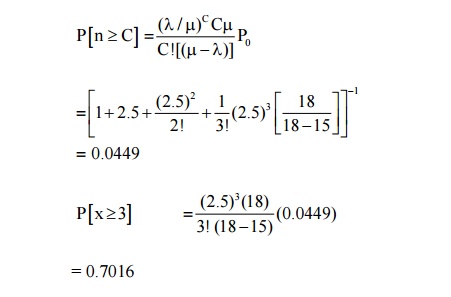 P[n ≥ C] = (λ / μ)^C Cμ / C![(μ − λ)] P₀
= [1 + 2.5 + (2.5)² / 2! + 1 / 3! (2.5)³ [18 / 18 − 15]]⁻¹
= 0.0449
P[x ≥ 3] = (2.5)³ (18) / 3! (18 − 15) (0.0449)
= 0.7016